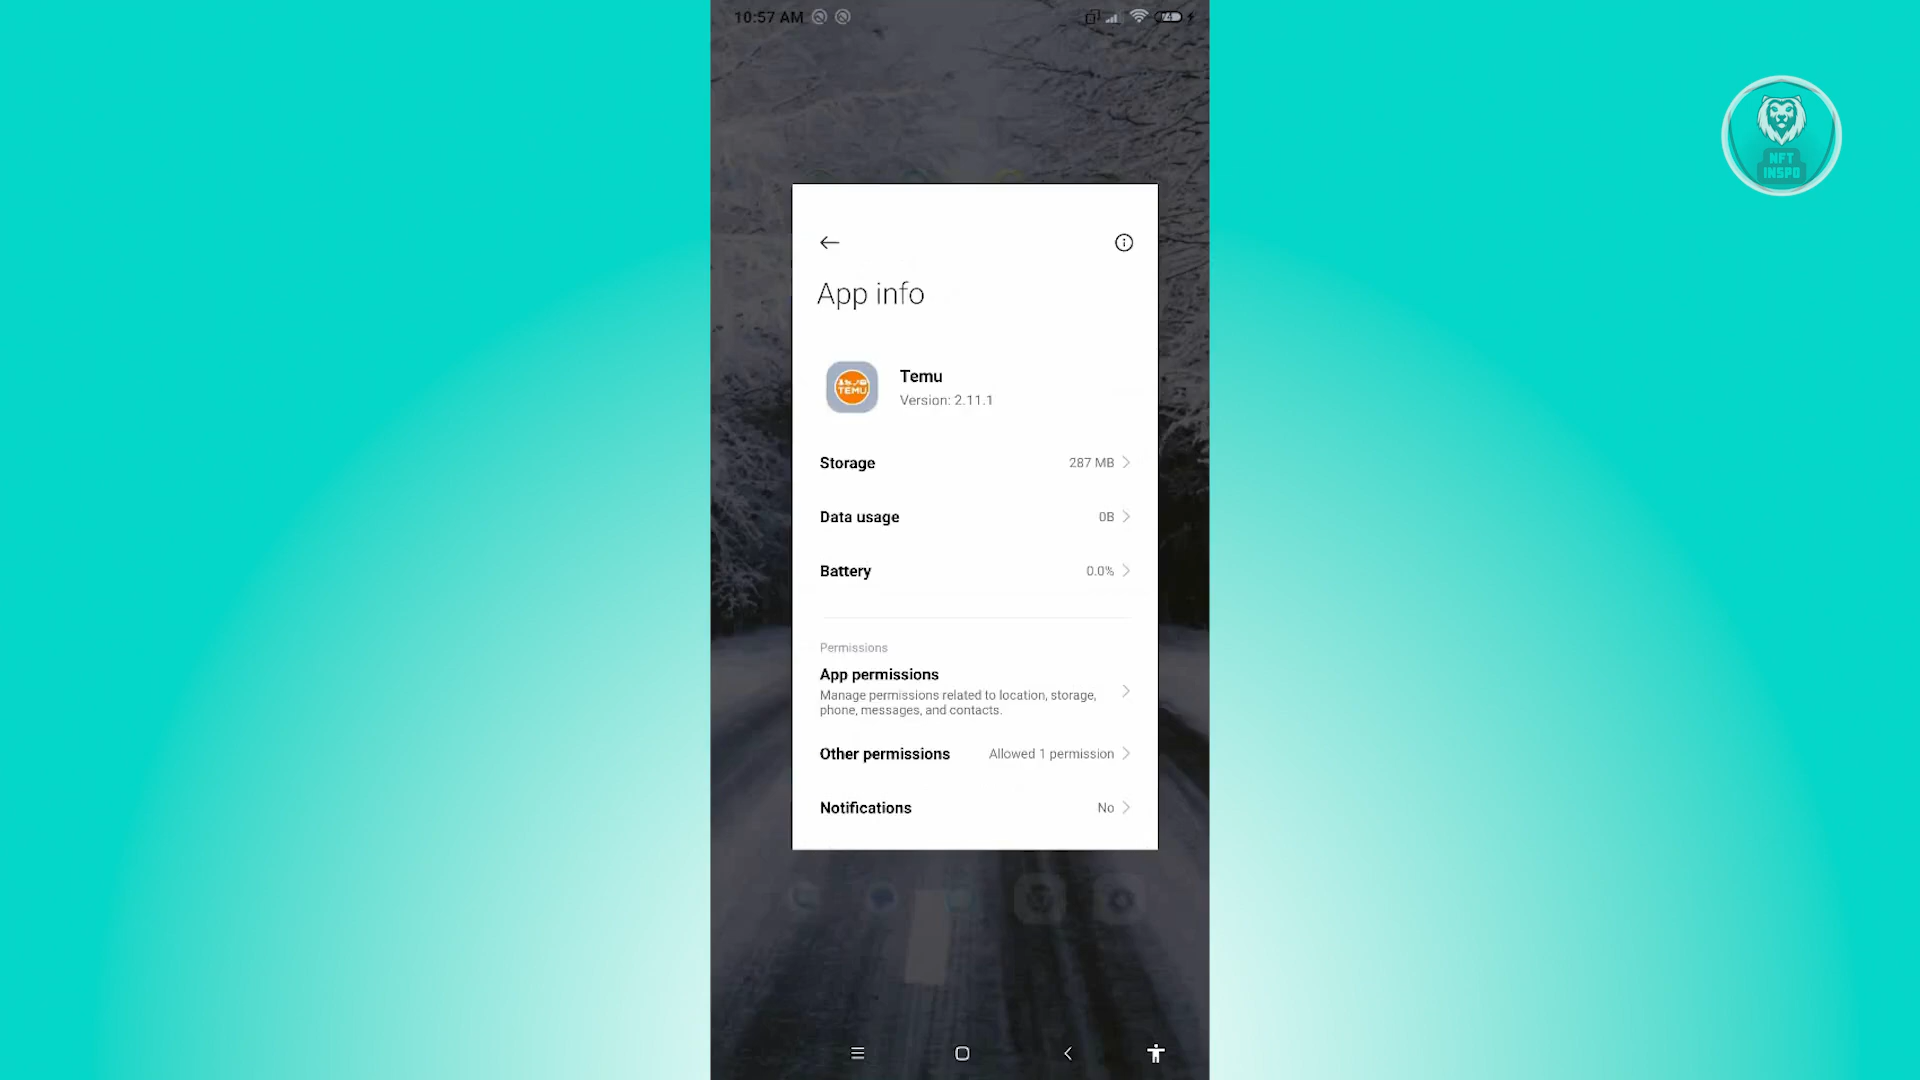 10:57 AM
NFT
INSPO
App info
TEMU
Temu
Version: 2.11.1
Storage 287 MB
Data usage 0B
Battery 0.0%
Permissions
App permissions
Manage permissions related to location, storage,
phone, messages, and contacts.
Other permissions Allowed 1 permission
Notifications No